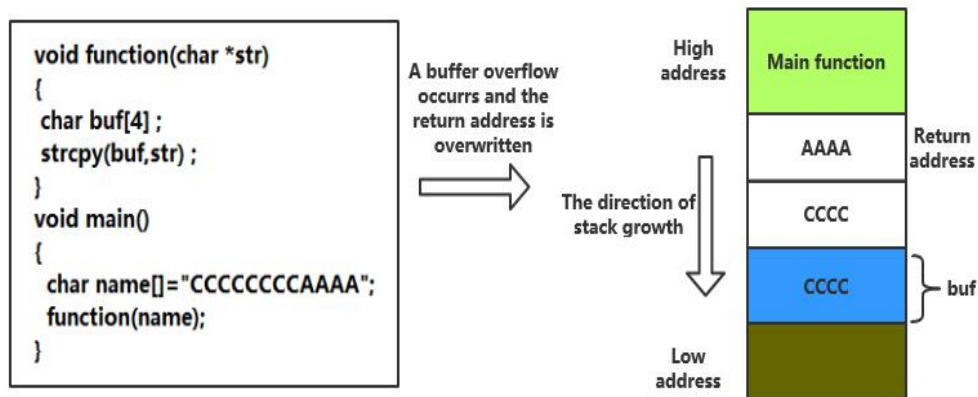 void function(char *str)
{
char buf[4] ;
strcpy(buf,str) ;
}
void main()
{
char name[]="CCCCCCCCAAAA";
function(name);
}
A buffer overflow
occurrs and the
return address is
overwritten
High
address
The direction of
stack growth
Low
address
Main function
AAAA
CCCC
CCCC
Return
address
buf